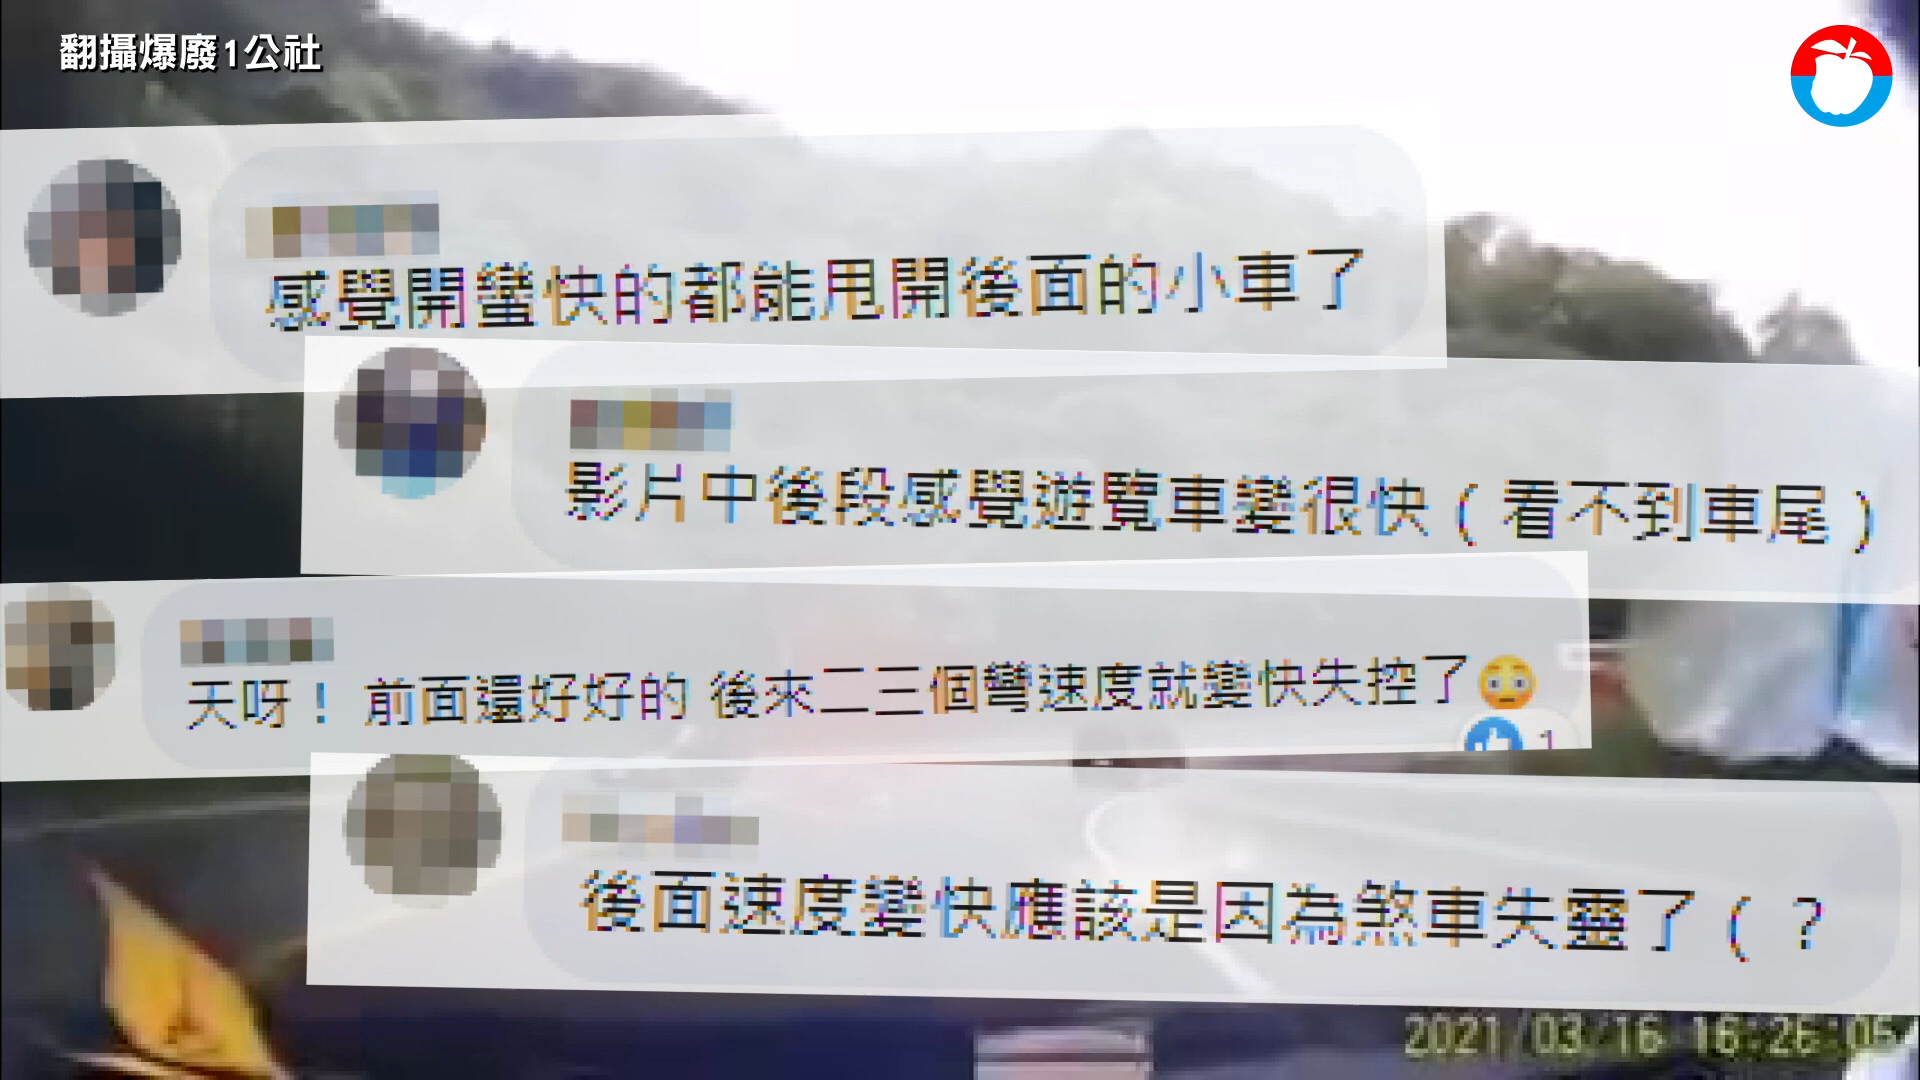 翻攝爆廢1公社
感覺開蠻快的都能甩開後面的小車了
影片中後段感覺遊覽車變很快（看不到車尾）
天呀！ 前面還好好的 後來二三個彎速度就變快失控了😳
1
後面速度變快應該是因為煞車失靈了（ ？
2021/03/16 16:26:05